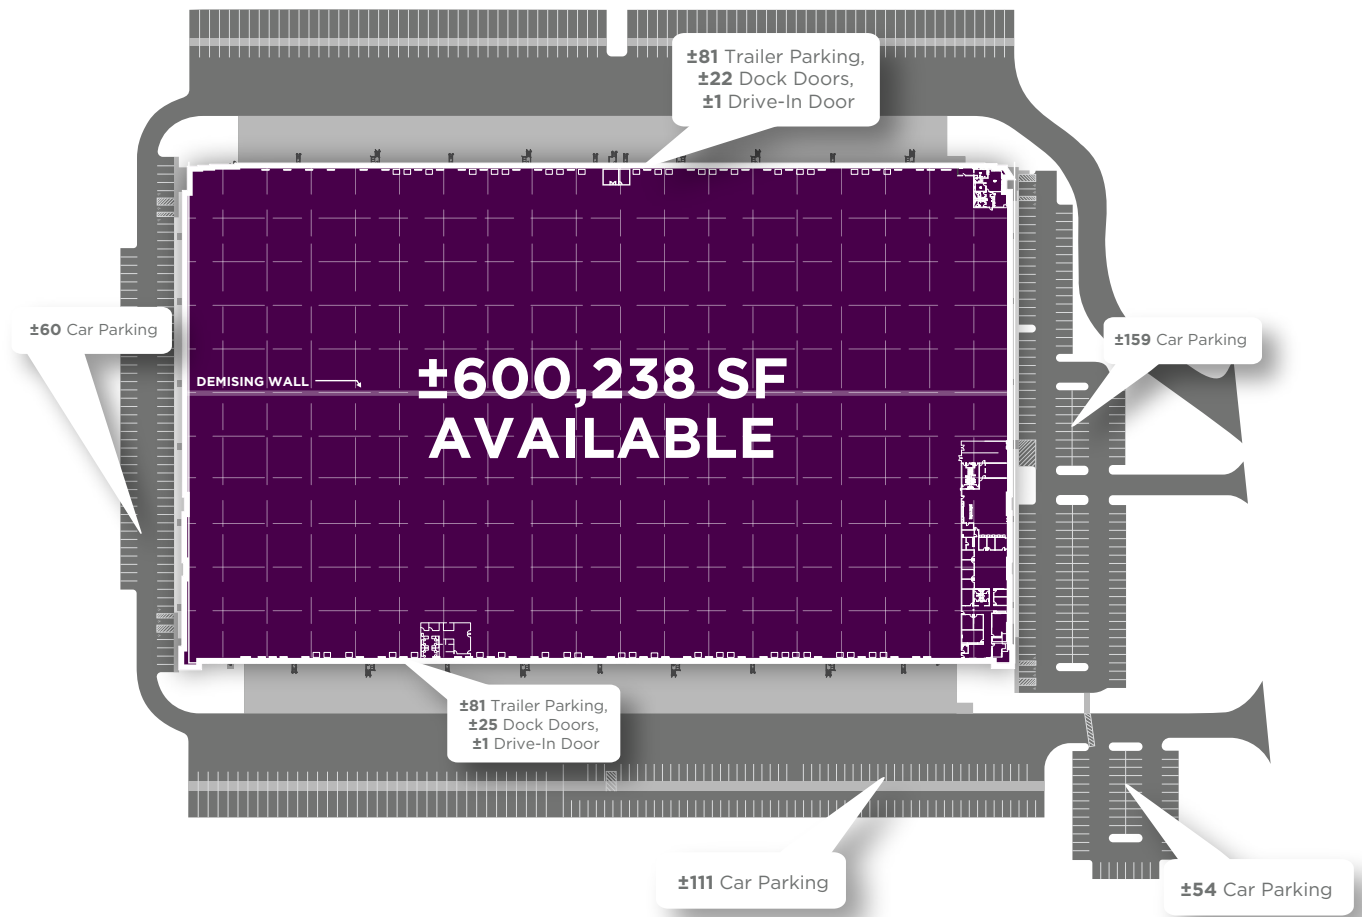 ±81 Trailer Parking,
±22 Dock Doors,
±1 Drive-In Door
±60 Car Parking
±159 Car Parking
DEMISING WALL
±600,238 SF
AVAILABLE
±81 Trailer Parking,
±25 Dock Doors,
±1 Drive-In Door
±111 Car Parking
±54 Car Parking